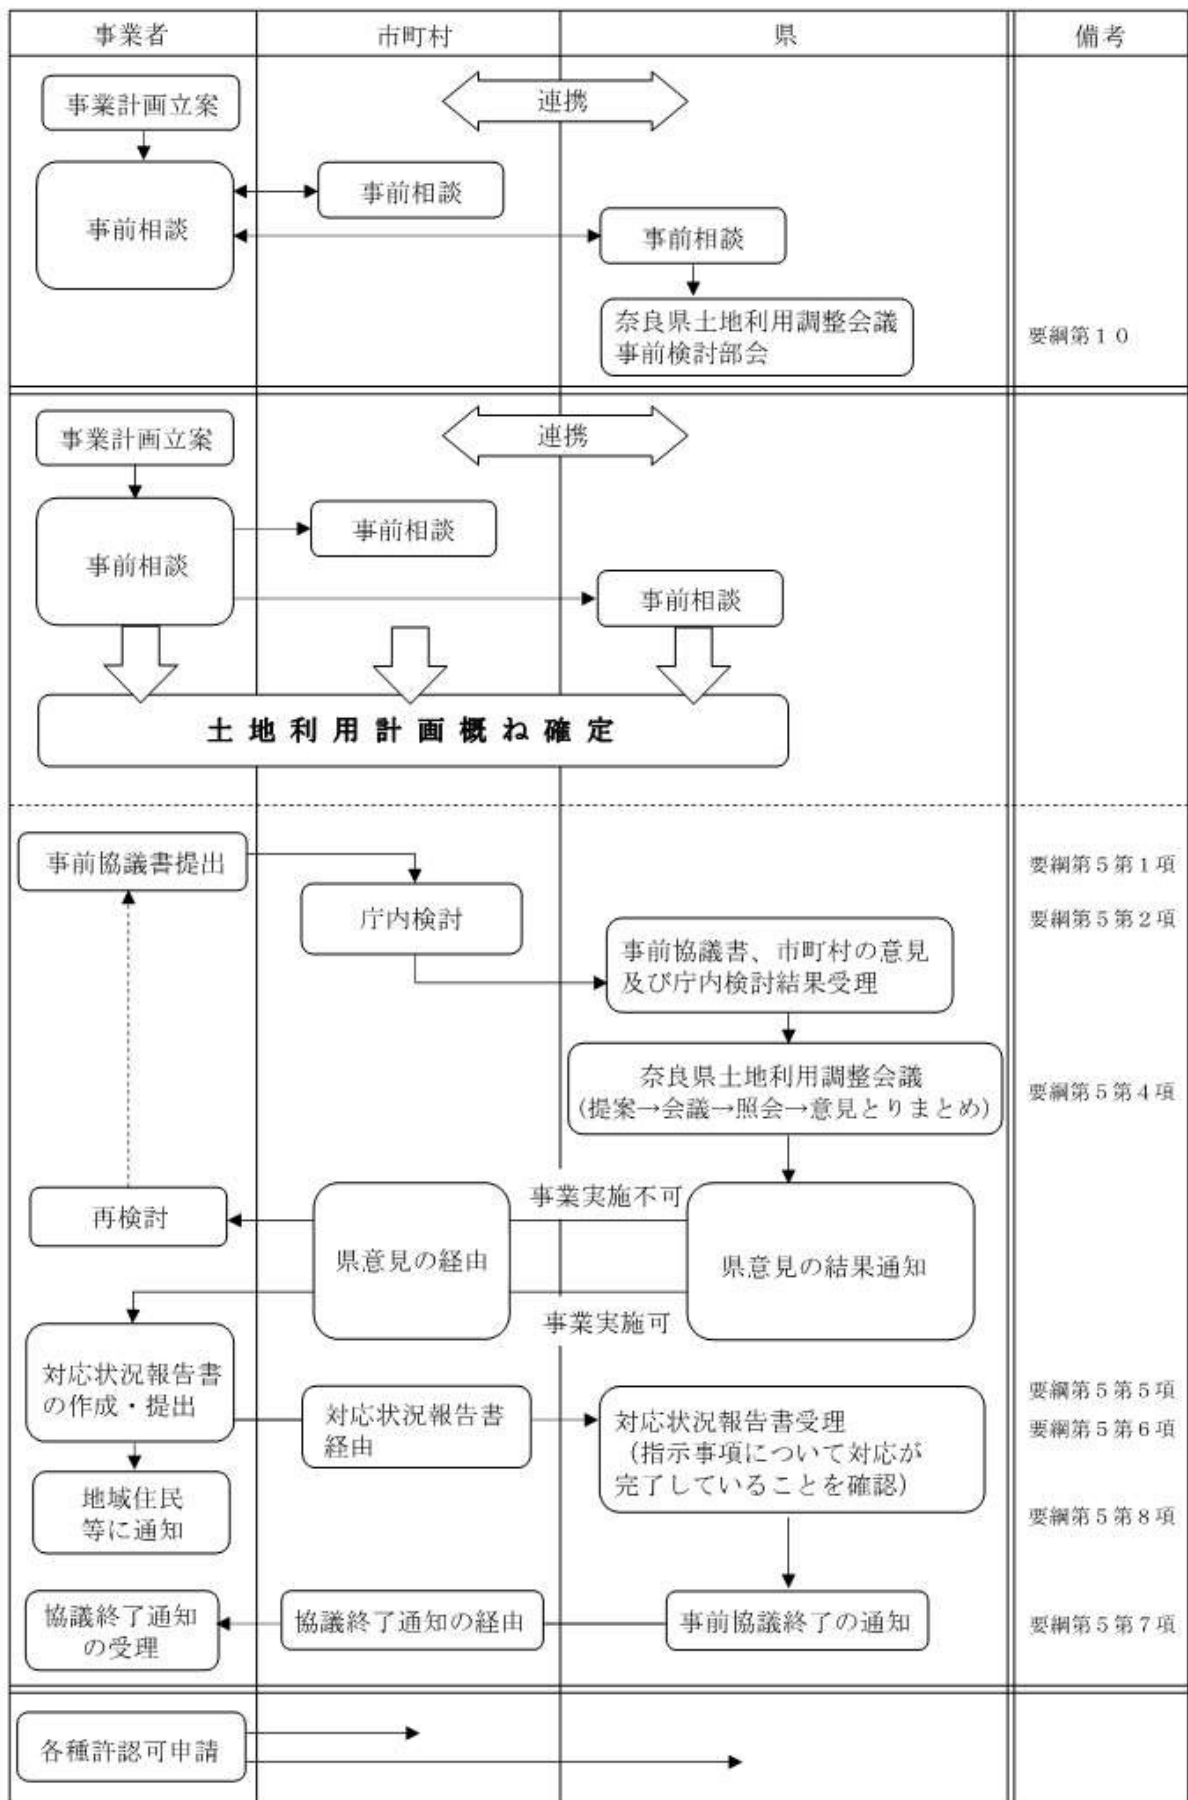 事業者
市町村
県
備考
事業計画立案
連携
事前相談
事前相談
事前相談
奈良県土地利用調整会議
事前検討部会
要綱第１０
事業計画立案
連携
事前相談
事前相談
事前相談
土地利用計画概ね確定
事前協議書提出
要綱第５第１項
庁内検討
要綱第５第２項
事前協議書、市町村の意見
及び庁内検討結果受理
奈良県土地利用調整会議
(提案→会議→照会→意見とりまとめ)
要綱第５第４項
事業実施不可
再検討
県意見の経由
県意見の結果通知
事業実施可
対応状況報告書
の作成・提出
要綱第５第５項
対応状況報告書
経由
対応状況報告書受理
（指示事項について対応が
完了していることを確認）
要綱第５第６項
地域住民
等に通知
要綱第５第８項
協議終了通知
の受理
協議終了通知の経由
事前協議終了の通知
要綱第５第７項
各種許認可申請